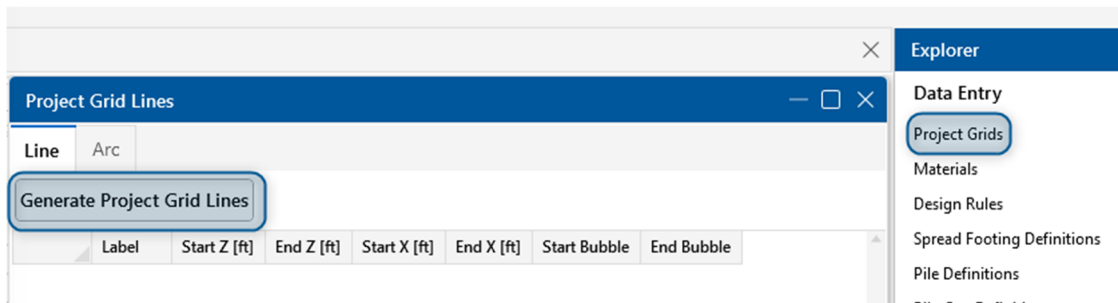 Explorer
Project Grid Lines
Data Entry
Line Arc
Project Grids
Materials
Generate Project Grid Lines
Design Rules
Label Start Z [ft] End Z [ft] Start X [ft] End X [ft] Start Bubble End Bubble
Spread Footing Definitions
Pile Definitions